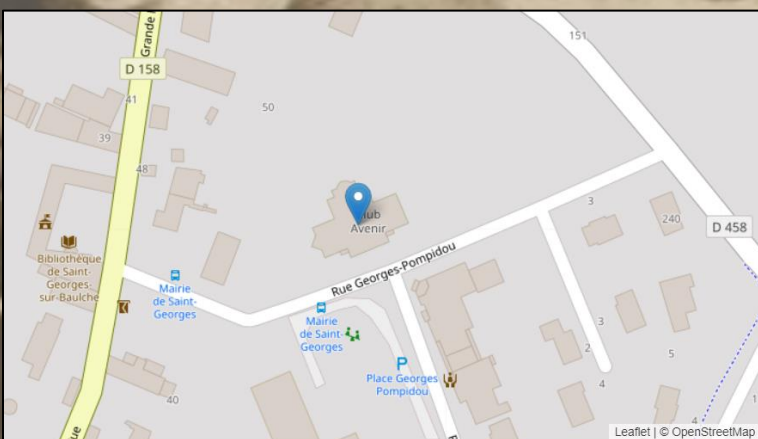 Grande
151
D 158
41
50
39
48
3
240
D 458
Avenir
Rue Georges-Pompidou
Bibliothèque
de Saint-
Georges-
sur-Baulche
Mairie
de Saint-
Georges
Mairie
de Saint-
Georges
3
2
5
4
Place Georges
Pompidou
40
4
Leaflet | © OpenStreetMap